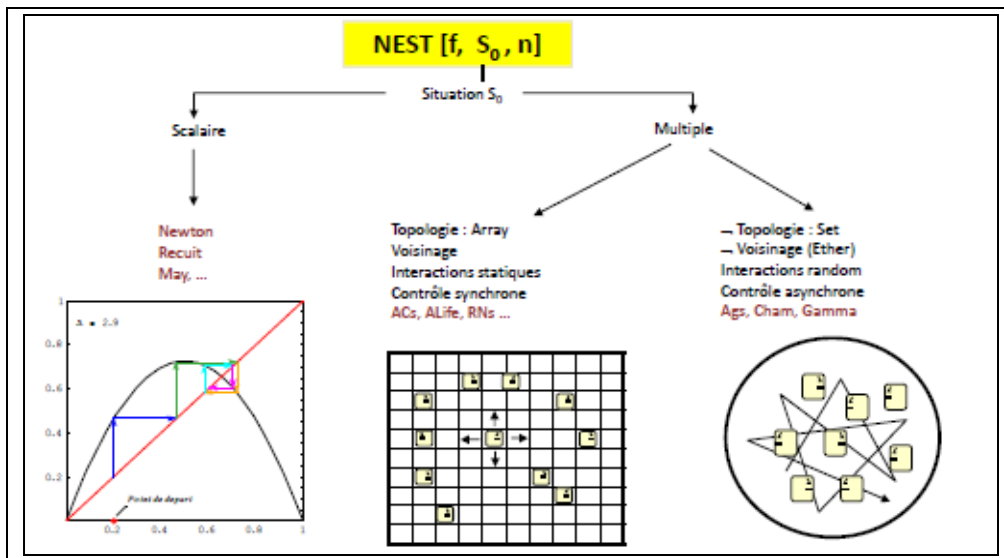 NEST [f, S₀, n]
Situation S₀
Scalaire
Multiple
Newton
Recuit
May, ...
Topologie : Array
Voisinage
Interactions statiques
Contrôle synchrone
ACs, ALife, RNs ...
¬ Topologie : Set
¬ Voisinage (Ether)
Interactions random
Contrôle asynchrone
Ags, Cham, Gamma
1
2.9
0.8
0.6
0.4
0.2
Point de depart
0.2
0.4
0.6
0.8
1